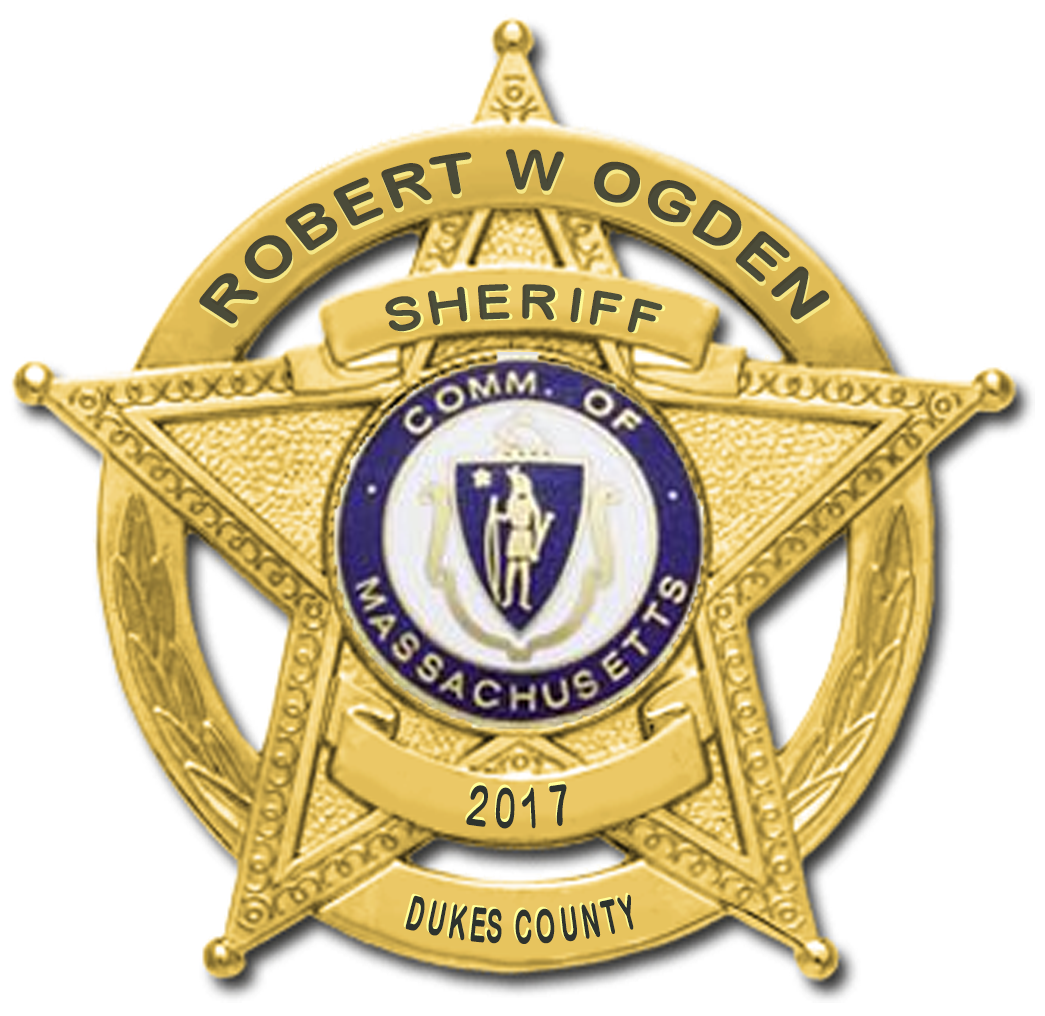 ROBERT W OGDEN
SHERIFF
COMM. OF
MASSACHUSETTS
2017
DUKES COUNTY